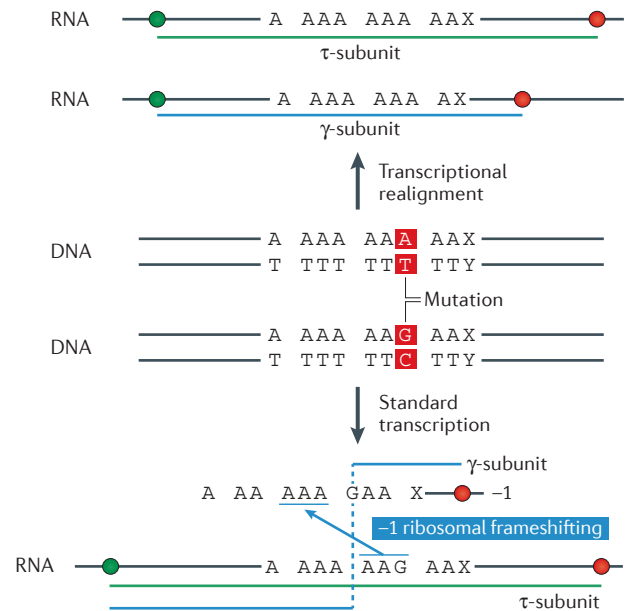 RNA A AAA AAA AAX
τ-subunit
RNA A AAA AAA AX
γ-subunit
Transcriptional
realignment
DNA A AAA AAA AAX
T TTT TTT TTY
Mutation
DNA A AAA AAG AAX
T TTT TTC TTY
Standard
transcription
γ-subunit
A AA AAA GAA X –1
–1 ribosomal frameshifting
RNA A AAA AAG AAX
τ-subunit